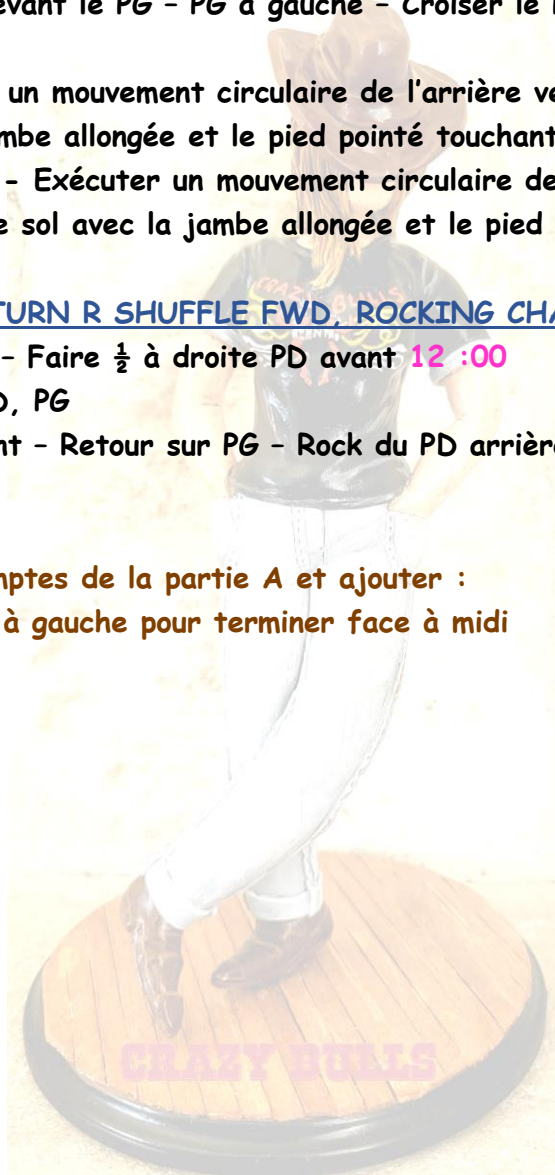 evant le PG – PG à gauche – Croiser le
un mouvement circulaire de l'arrière ve
mbe allongée et le pied pointé touchant
- Exécuter un mouvement circulaire de
e sol avec la jambe allongée et le pied
TURN R SHUFFLE FWD, ROCKING CHA
– Faire ½ à droite PD avant 12 :00
D, PG
nt – Retour sur PG – Rock du PD arrièr
mptes de la partie A et ajouter :
à gauche pour terminer face à midi
CRAZY BULLS
CRAZY BULLS